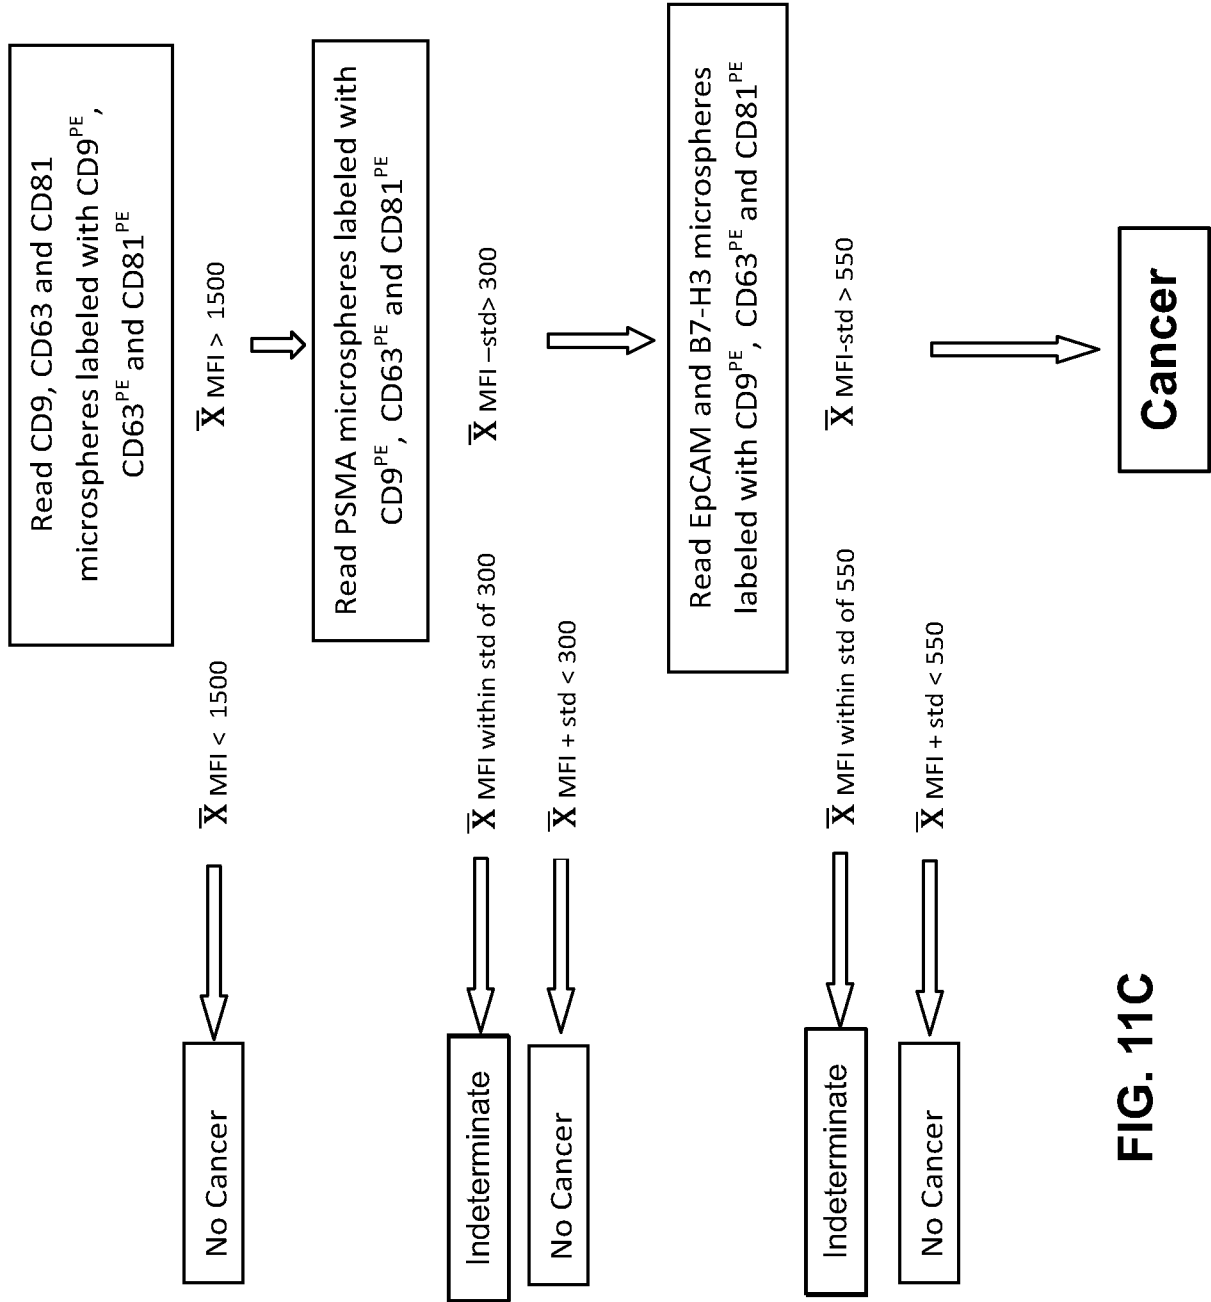 Read CD9, CD63 and CD81
microspheres labeled with CD9ᴾᴱ,
CD63ᴾᴱ and CD81ᴾᴱ
X̅ MFI < 1500
X̅ MFI > 1500
No Cancer
Read PSMA microspheres labeled with
CD9ᴾᴱ, CD63ᴾᴱ and CD81ᴾᴱ
X̅ MFI within std of 300
X̅ MFI –std> 300
Indeterminate
X̅ MFI + std < 300
No Cancer
Read EpCAM and B7-H3 microspheres
labeled with CD9ᴾᴱ, CD63ᴾᴱ and CD81ᴾᴱ
X̅ MFI within std of 550
X̅ MFI-std > 550
Indeterminate
X̅ MFI + std < 550
No Cancer
Cancer
FIG. 11C